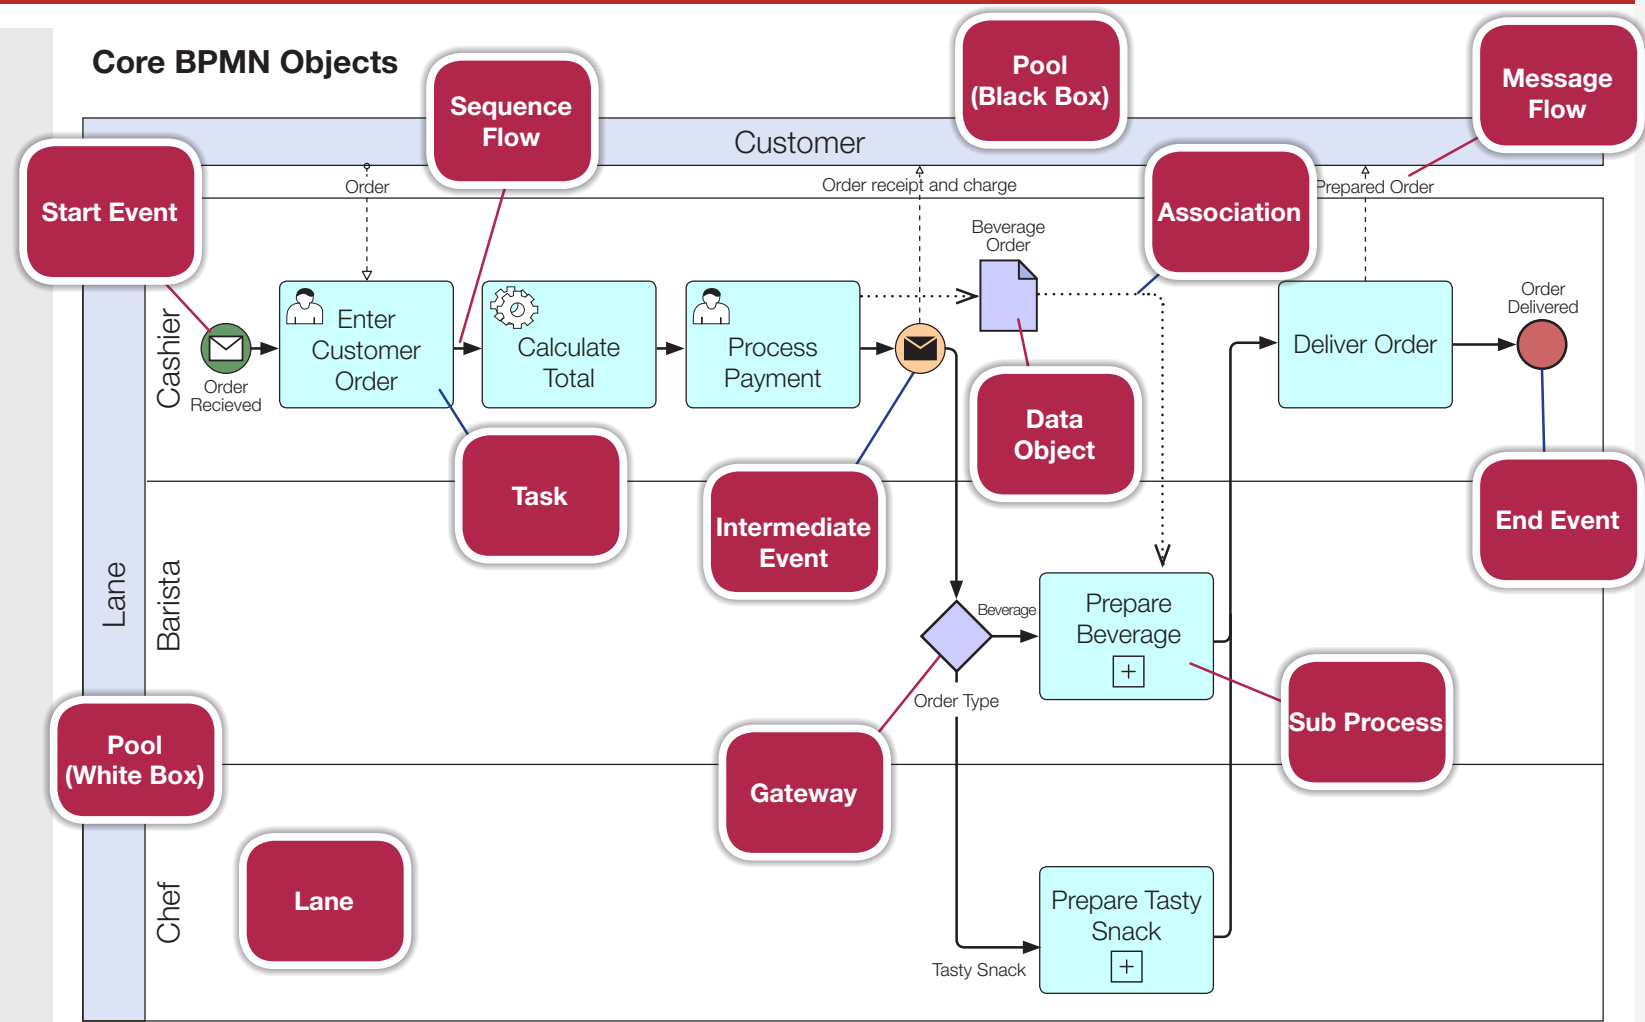 Core BPMN Objects
Pool
(Black Box)
Message
Flow
Sequence
Flow
Customer
Start Event
Order
Order receipt and charge
Association
Prepared Order
Beverage
Order
Cashier
Order
Recieved
Enter
Customer
Order
Calculate
Total
Process
Payment
Data
Object
Deliver Order
Order
Delivered
Task
Intermediate
Event
End Event
Lane
Barista
Beverage
Prepare
Beverage
Order Type
Sub Process
Pool
(White Box)
Gateway
Chef
Lane
Prepare Tasty
Snack
Tasty Snack